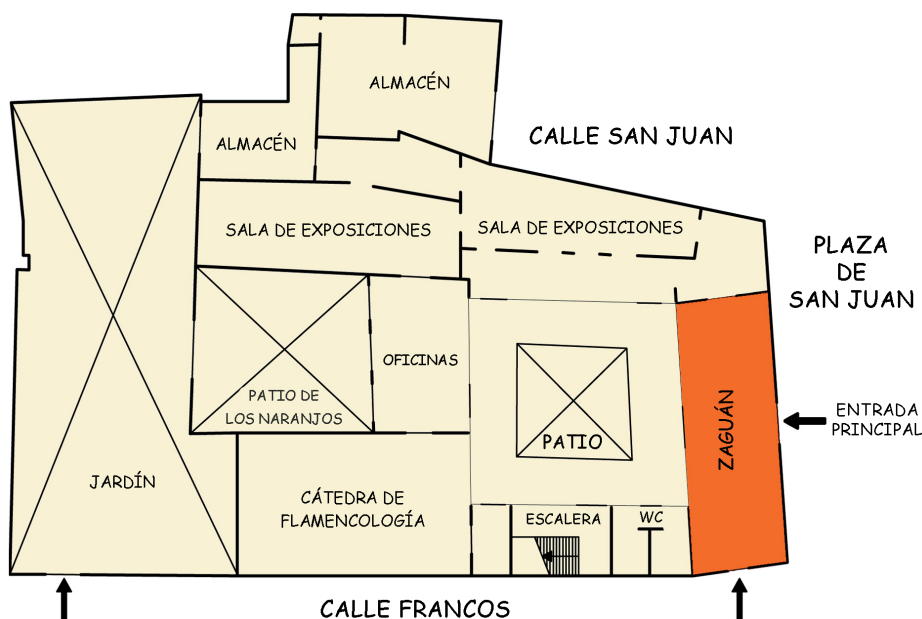 ALMACÉN
CALLE SAN JUAN
ALMACÉN
SALA DE EXPOSICIONES
SALA DE EXPOSICIONES
PLAZA
DE
SAN JUAN
OFICINAS
PATIO DE
LOS NARANJOS
PATIO
ZAGUÁN
ENTRADA
PRINCIPAL
JARDÍN
CÁTEDRA DE
FLAMENCOLOGÍA
ESCALERA
WC
CALLE FRANCOS